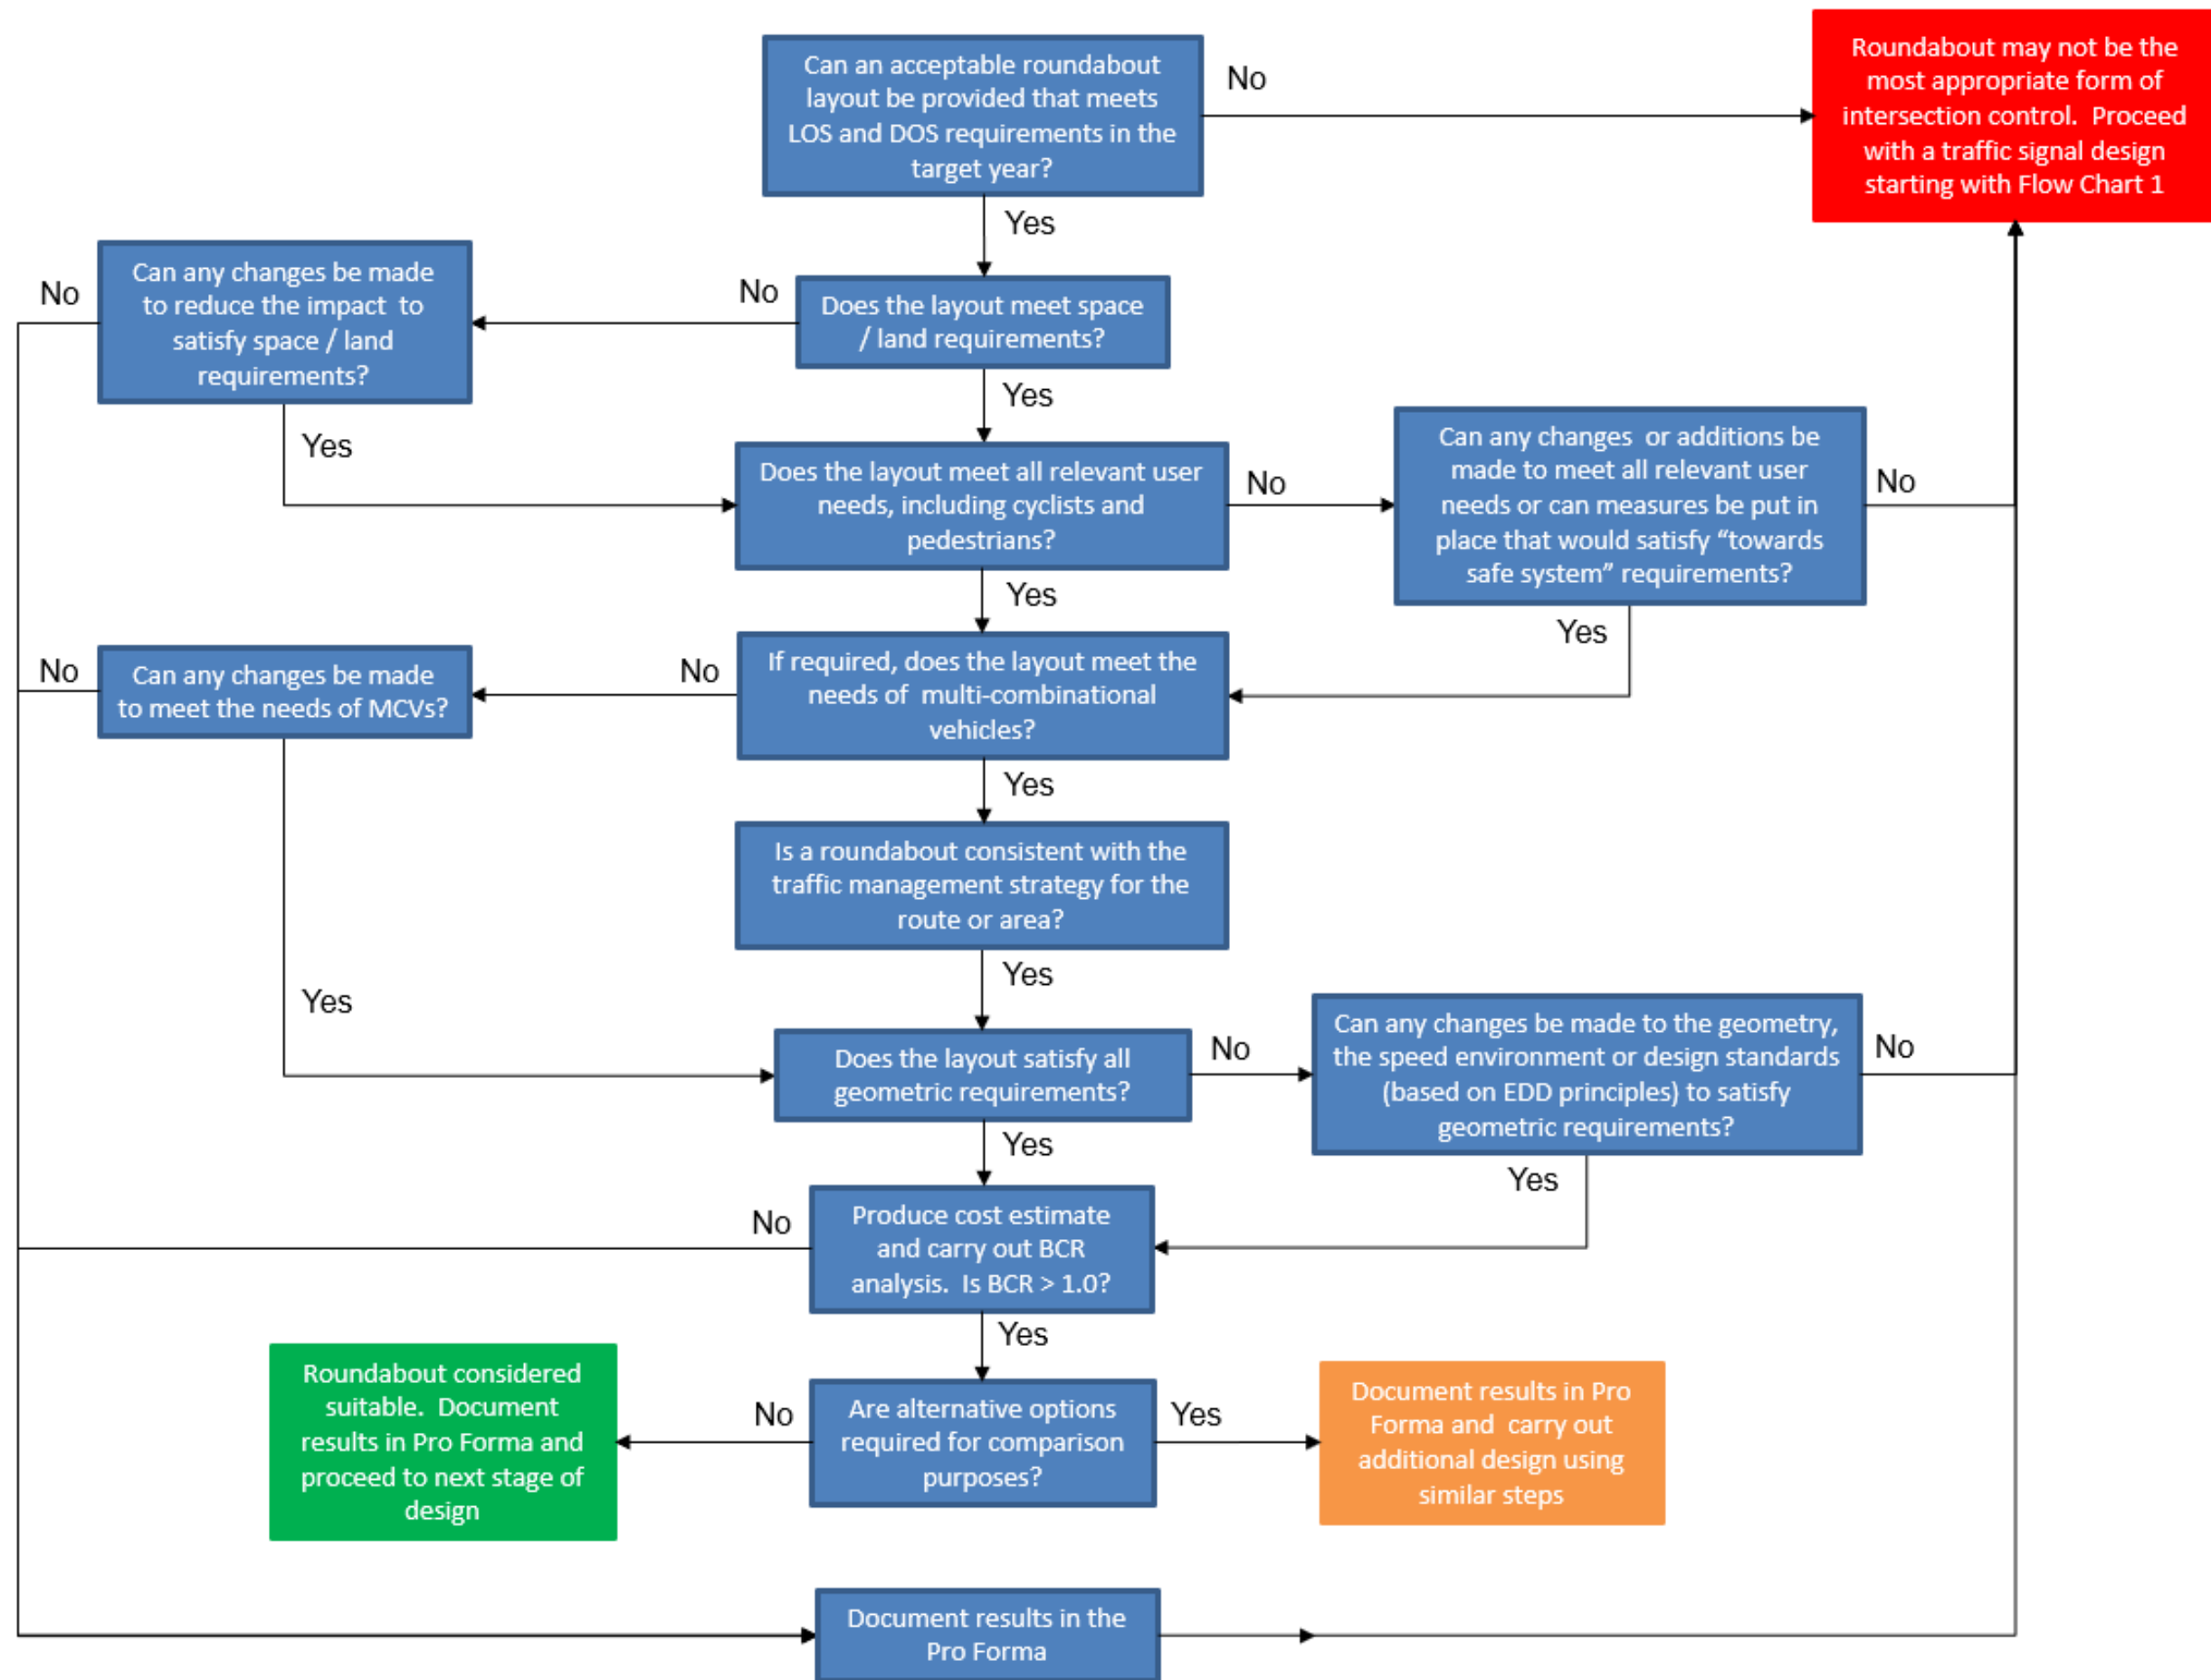 Can an acceptable roundabout
layout be provided that meets
LOS and DOS requirements in the
target year?
No
Roundabout may not be the
most appropriate form of
intersection control. Proceed
with a traffic signal design
starting with Flow Chart 1
Yes
No
Can any changes be made
to reduce the impact to
satisfy space / land
requirements?
No
Does the layout meet space
/ land requirements?
Yes
Yes
Does the layout meet all relevant user
needs, including cyclists and
pedestrians?
No
Can any changes or additions be
made to meet all relevant user
needs or can measures be put in
place that would satisfy “towards
safe system” requirements?
No
Yes
Yes
No
Can any changes be made
to meet the needs of MCVs?
No
If required, does the layout meet the
needs of multi-combinational
vehicles?
Yes
Is a roundabout consistent with the
traffic management strategy for the
route or area?
Yes
Yes
Does the layout satisfy all
geometric requirements?
No
Can any changes be made to the geometry,
the speed environment or design standards
(based on EDD principles) to satisfy
geometric requirements?
No
Yes
Yes
No
Produce cost estimate
and carry out BCR
analysis. Is BCR > 1.0?
Yes
Roundabout considered
suitable. Document
results in Pro Forma and
proceed to next stage of
design
No
Are alternative options
required for comparison
purposes?
Yes
Document results in Pro
Forma and carry out
additional design using
similar steps
Document results in the
Pro Forma